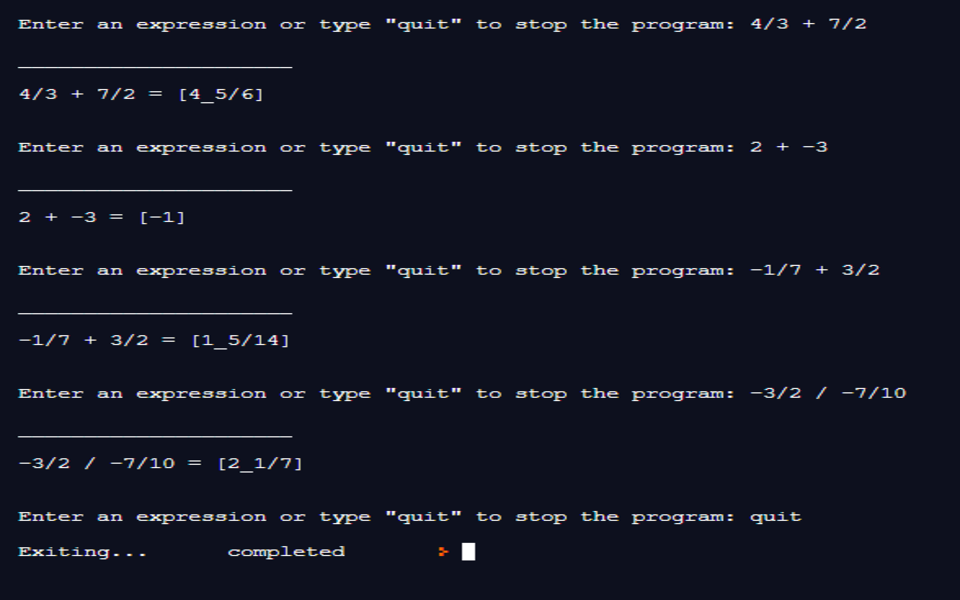 Enter an expression or type "quit" to stop the program: 4/3 + 7/2
_____________________
4/3 + 7/2 = [4_5/6]
Enter an expression or type "quit" to stop the program: 2 + -3
_____________________
2 + -3 = [-1]
Enter an expression or type "quit" to stop the program: -1/7 + 3/2
_____________________
-1/7 + 3/2 = [1_5/14]
Enter an expression or type "quit" to stop the program: -3/2 / -7/10
_____________________
-3/2 / -7/10 = [2_1/7]
Enter an expression or type "quit" to stop the program: quit
Exiting... completed >